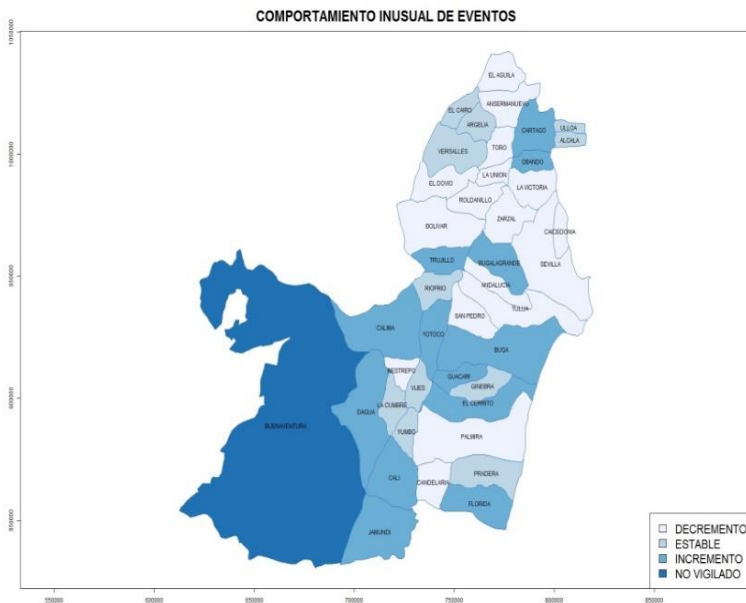 COMPORTAMIENTO INUSUAL DE EVENTOS
EL AGUILA
ANSERMANUEVO
EL CAIRO
ARGELIA
CARTAGO
ULLOA
ALCALA
VERSALLES
TORO
OBANDO
LA UNION
EL DOVIO
LA VICTORIA
ROLDANILLO
ZARZAL
BOLIVAR
CAICEDONIA
TRUJILLO
BUGALAGRANDE
SEVILLA
ANDALUCIA
RIOFRIO
TULUA
SAN PEDRO
CALIMA
YOTOCO
BUGA
RESTREPO
GUACARI
GINEBRA
VIJES
LA CUMBRE
EL CERRITO
DAGUA
BUENAVENTURA
YUMBO
PALMIRA
CALI
CANDELARIA
PRADERA
FLORIDA
JAMUNDI
DECREMENTO
ESTABLE
INCREMENTO
NO VIGILADO
550000
600000
650000
700000
750000
800000
850000